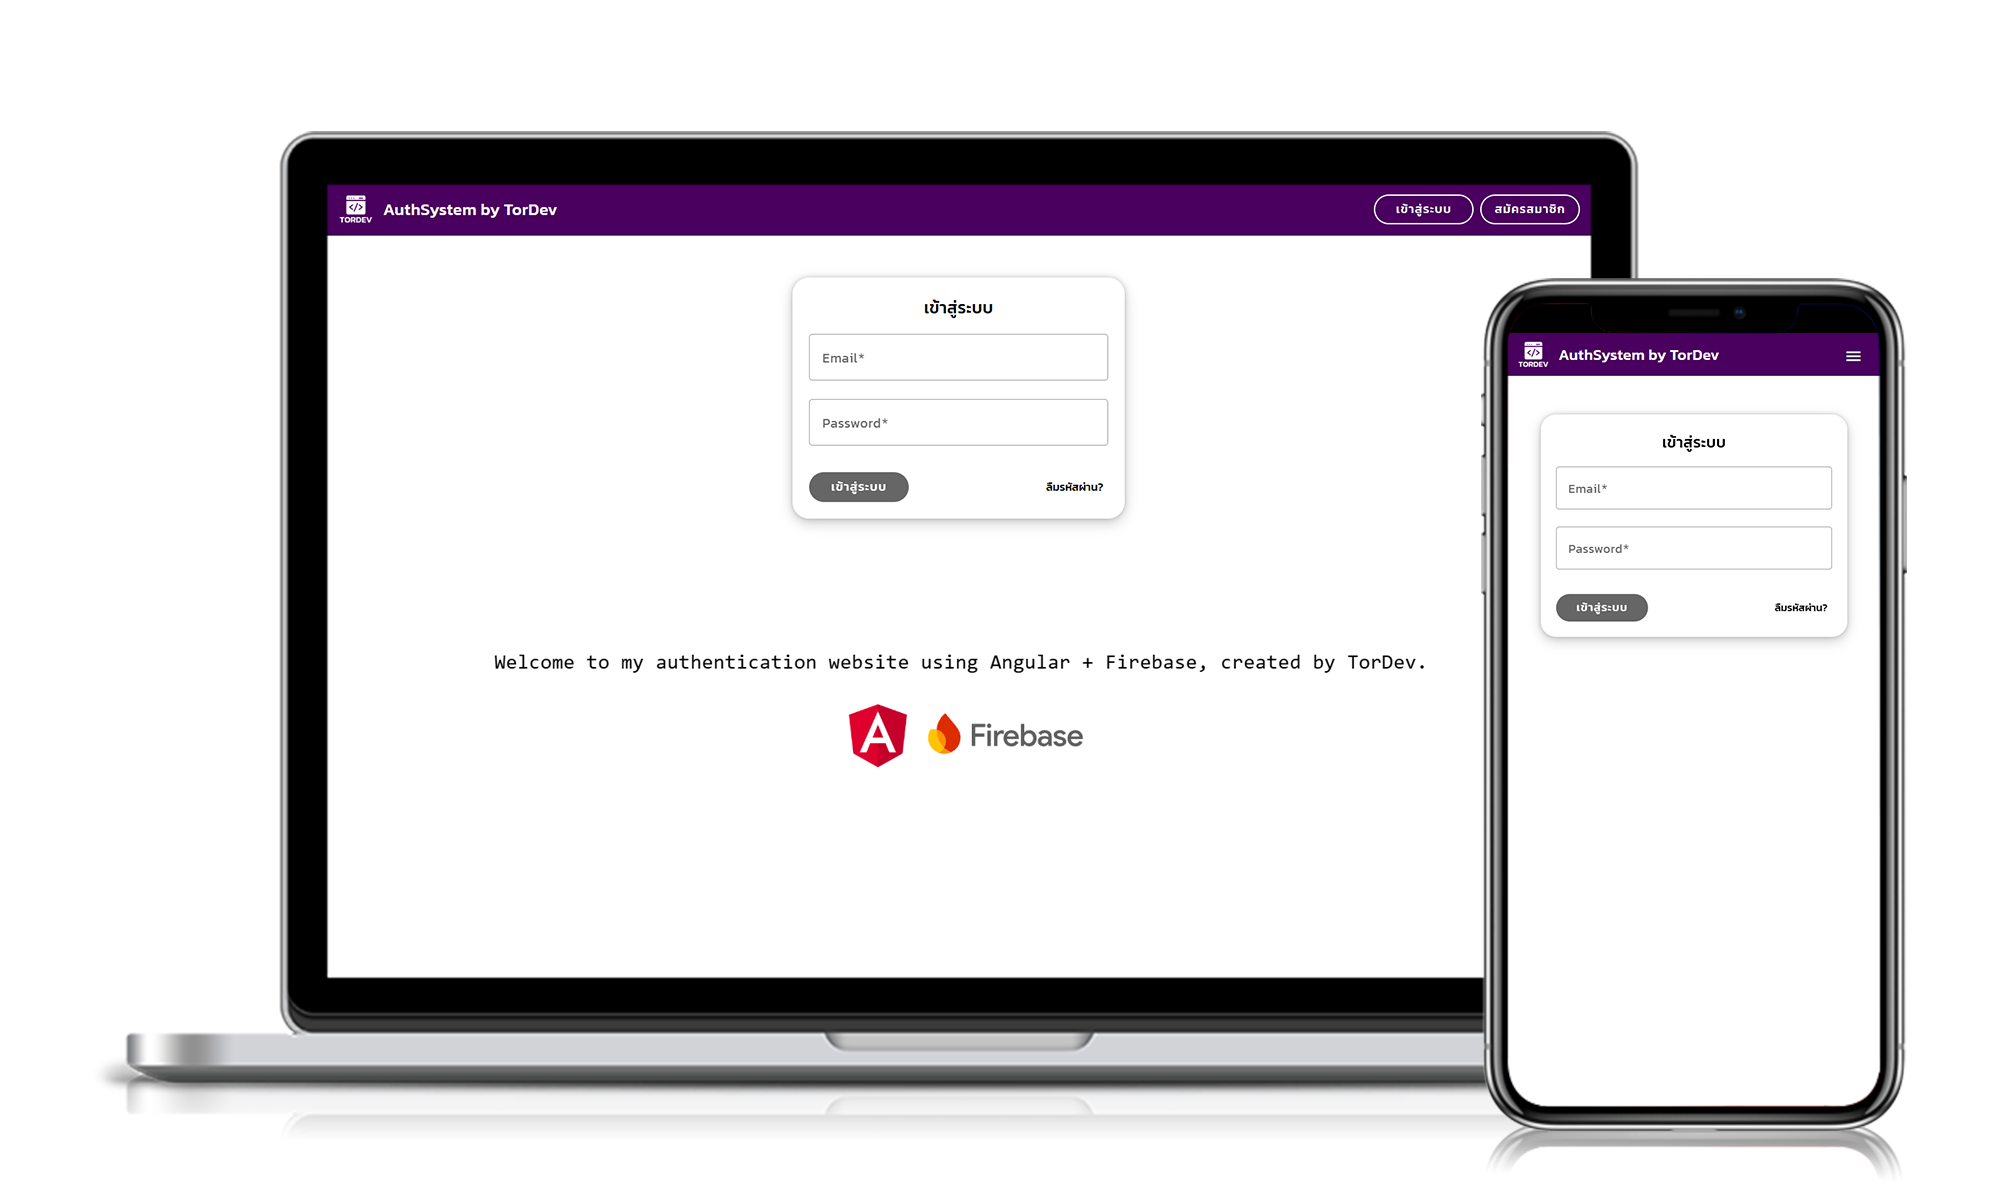 TORDEV AuthSystem by TorDev เข้าสู่ระบบ สมัครสมาชิก
เข้าสู่ระบบ
Email*
Password*
เข้าสู่ระบบ ลืมรหัสผ่าน?
Welcome to my authentication website using Angular + Firebase, created by TorDev.
A Firebase
TORDEV AuthSystem by TorDev
เข้าสู่ระบบ
Email*
Password*
เข้าสู่ระบบ ลืมรหัสผ่าน?